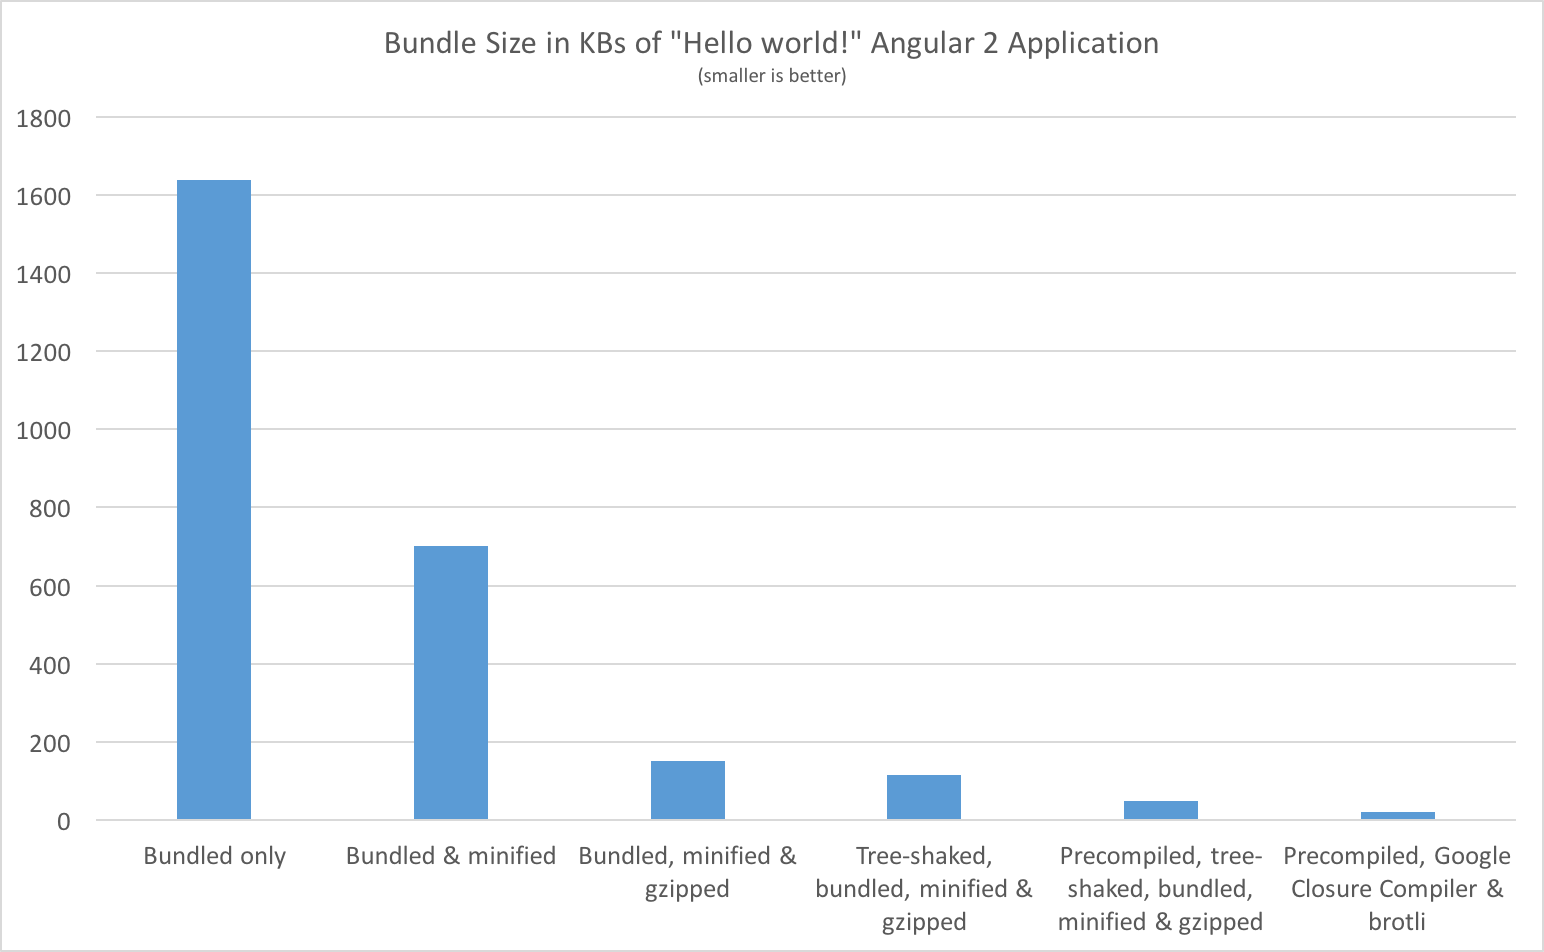 Bundle Size in KBs of "Hello world!" Angular 2 Application
(smaller is better)
1800
1600
1400
1200
1000
800
600
400
200
0
Bundled only
Bundled & minified
Bundled, minified &
gzipped
Tree-shaked,
bundled, minified &
gzipped
Precompiled, tree-
shaked, bundled,
minified & gzipped
Precompiled, Google
Closure Compiler &
brotli